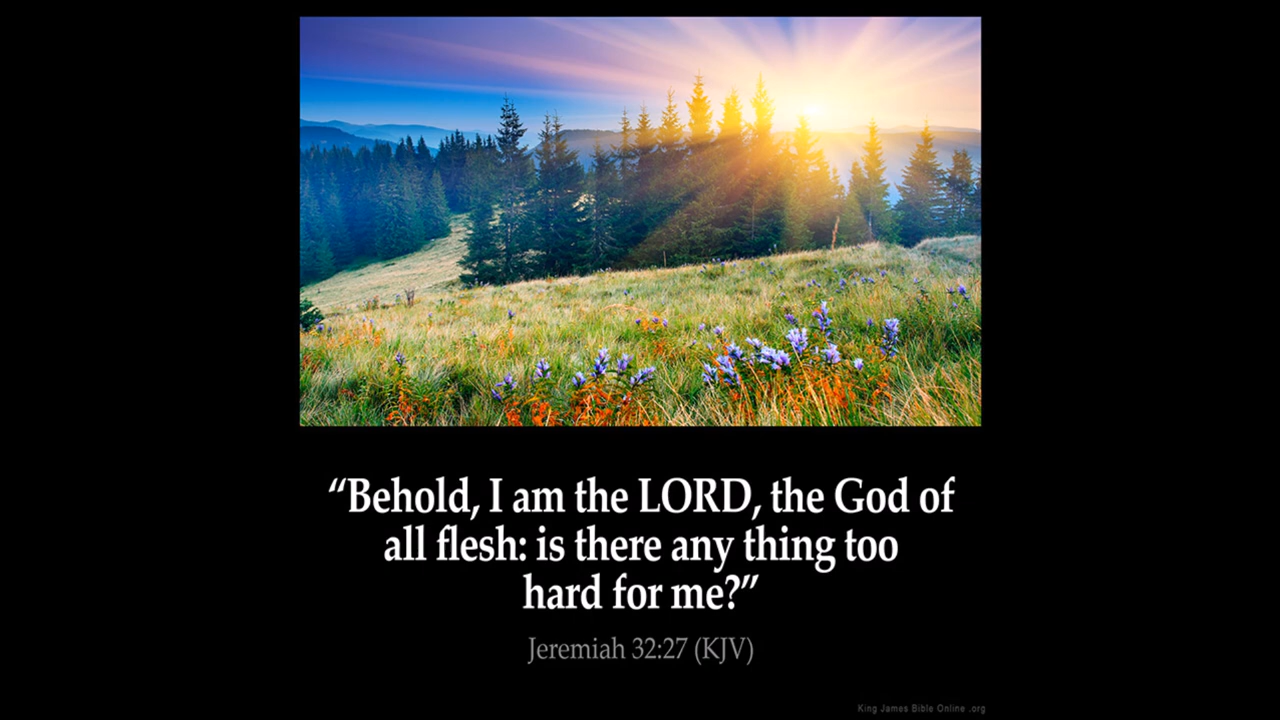 “Behold, I am the LORD, the God of
all flesh: is there any thing too
hard for me?”
Jeremiah 32:27 (KJV)
King James Bible Online .org